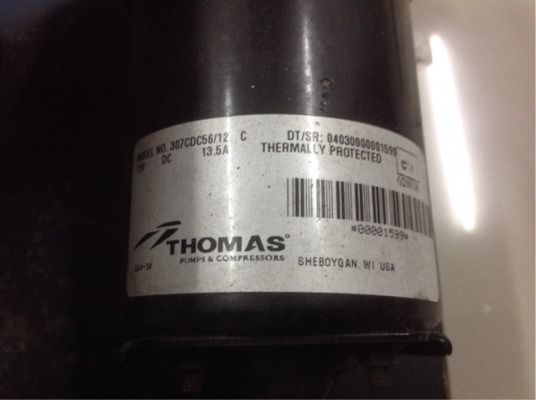 MODEL NO. 307CDC56/12 C
12V DC 13.5A
DT/SR: 040300000001599
THERMALLY PROTECTED
*00001599*
THOMAS
PUMPS & COMPRESSORS
SHEBOYGAN, WI USA